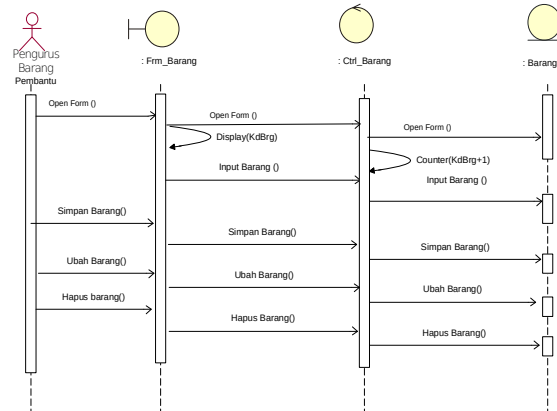 Pengurus
Barang
Pembantu
: Frm_Barang
: Ctrl_Barang
: Barang
Open Form ()
Open Form ()
Open Form ()
Display(KdBrg)
Counter(KdBrg+1)
Input Barang ()
Input Barang ()
Simpan Barang()
Simpan Barang()
Simpan Barang()
Ubah Barang()
Ubah Barang()
Ubah Barang()
Hapus barang()
Hapus Barang()
Hapus Barang()